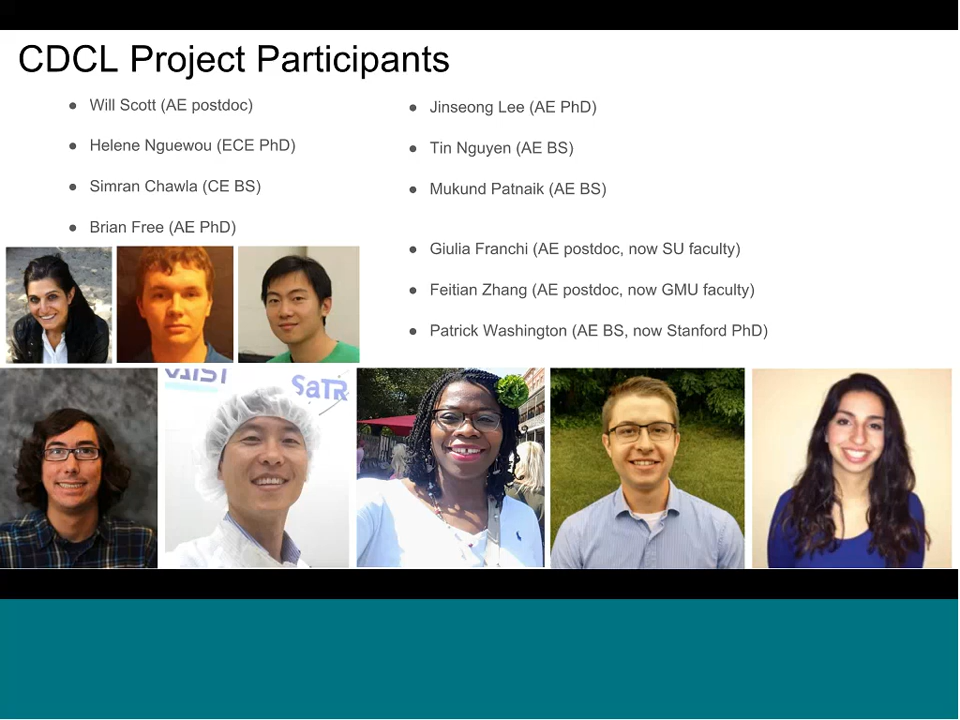 CDCL Project Participants
● Will Scott (AE postdoc)
● Helene Nguewou (ECE PhD)
● Simran Chawla (CE BS)
● Brian Free (AE PhD)
● Jinseong Lee (AE PhD)
● Tin Nguyen (AE BS)
● Mukund Patnaik (AE BS)
● Giulia Franchi (AE postdoc, now SU faculty)
● Feitian Zhang (AE postdoc, now GMU faculty)
● Patrick Washington (AE BS, now Stanford PhD)
SaTR